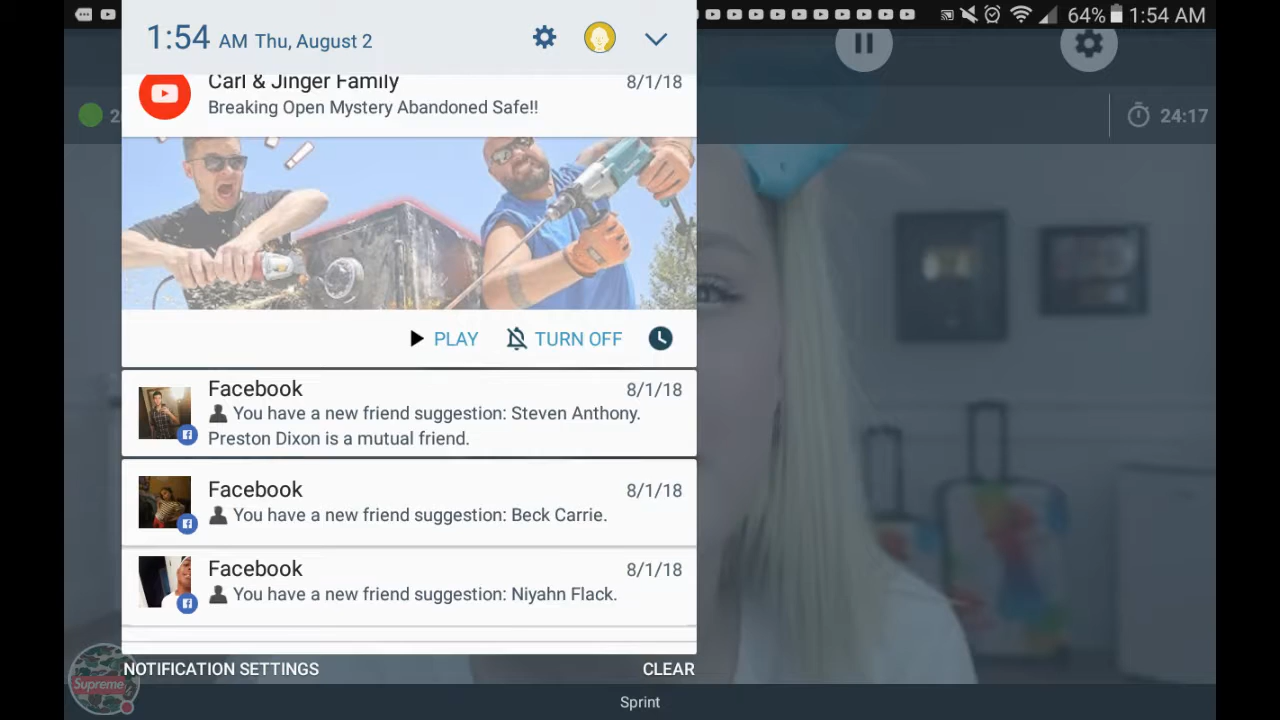 64% 1:54 AM
1:54 AM Thu, August 2
Carl & Jinger Family 8/1/18
Breaking Open Mystery Abandoned Safe!!
24:17
PLAY TURN OFF
Facebook 8/1/18
You have a new friend suggestion: Steven Anthony.
Preston Dixon is a mutual friend.
Facebook 8/1/18
You have a new friend suggestion: Beck Carrie.
Facebook 8/1/18
You have a new friend suggestion: Niyahn Flack.
NOTIFICATION SETTINGS CLEAR
Supreme
Sprint